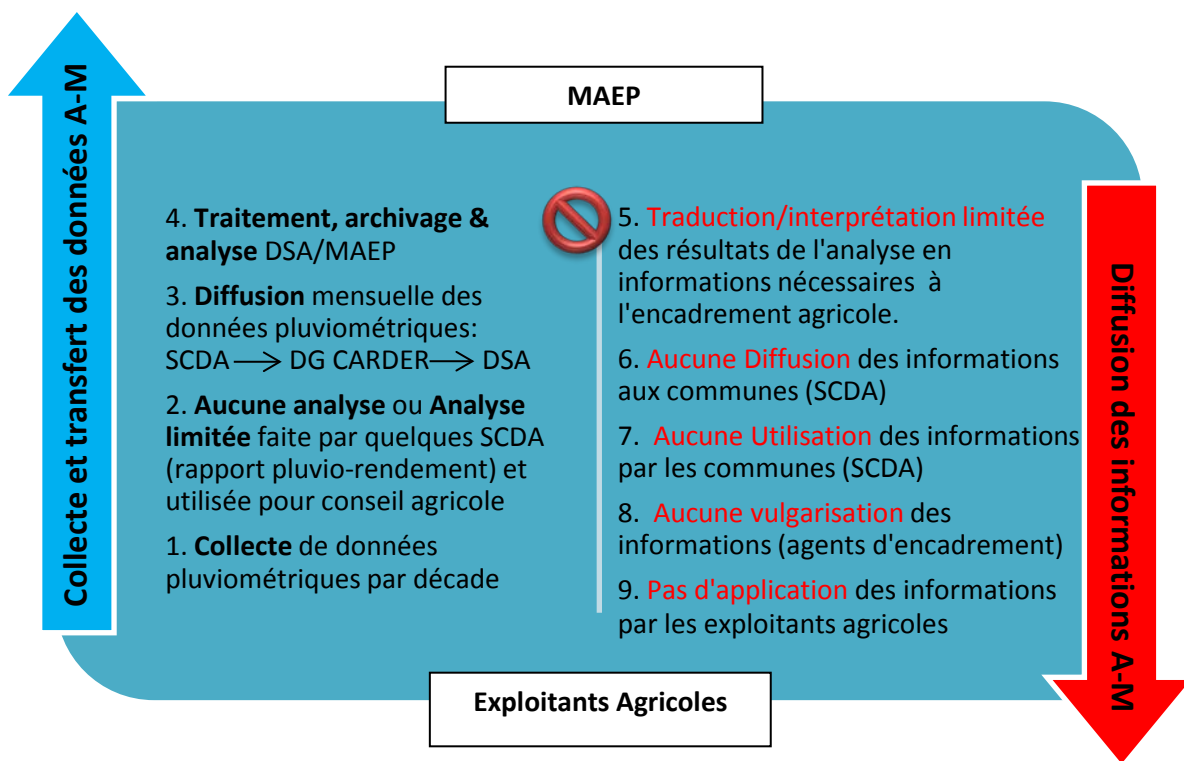 MAEP
Collecte et transfert des données A-M
4. Traitement, archivage &
analyse DSA/MAEP
3. Diffusion mensuelle des
données pluviométriques:
SCDA → DG CARDER → DSA
2. Aucune analyse ou Analyse
limitée faite par quelques SCDA
(rapport pluvio-rendement) et
utilisée pour conseil agricole
1. Collecte de données
pluviométriques par décade
5. Traduction/interprétation limitée
des résultats de l'analyse en
informations nécessaires à
l'encadrement agricole.
6. Aucune Diffusion des informations
aux communes (SCDA)
7. Aucune Utilisation des informations
par les communes (SCDA)
8. Aucune vulgarisation des
informations (agents d'encadrement)
9. Pas d'application des informations
par les exploitants agricoles
Diffusion des informations A-M
Exploitants Agricoles